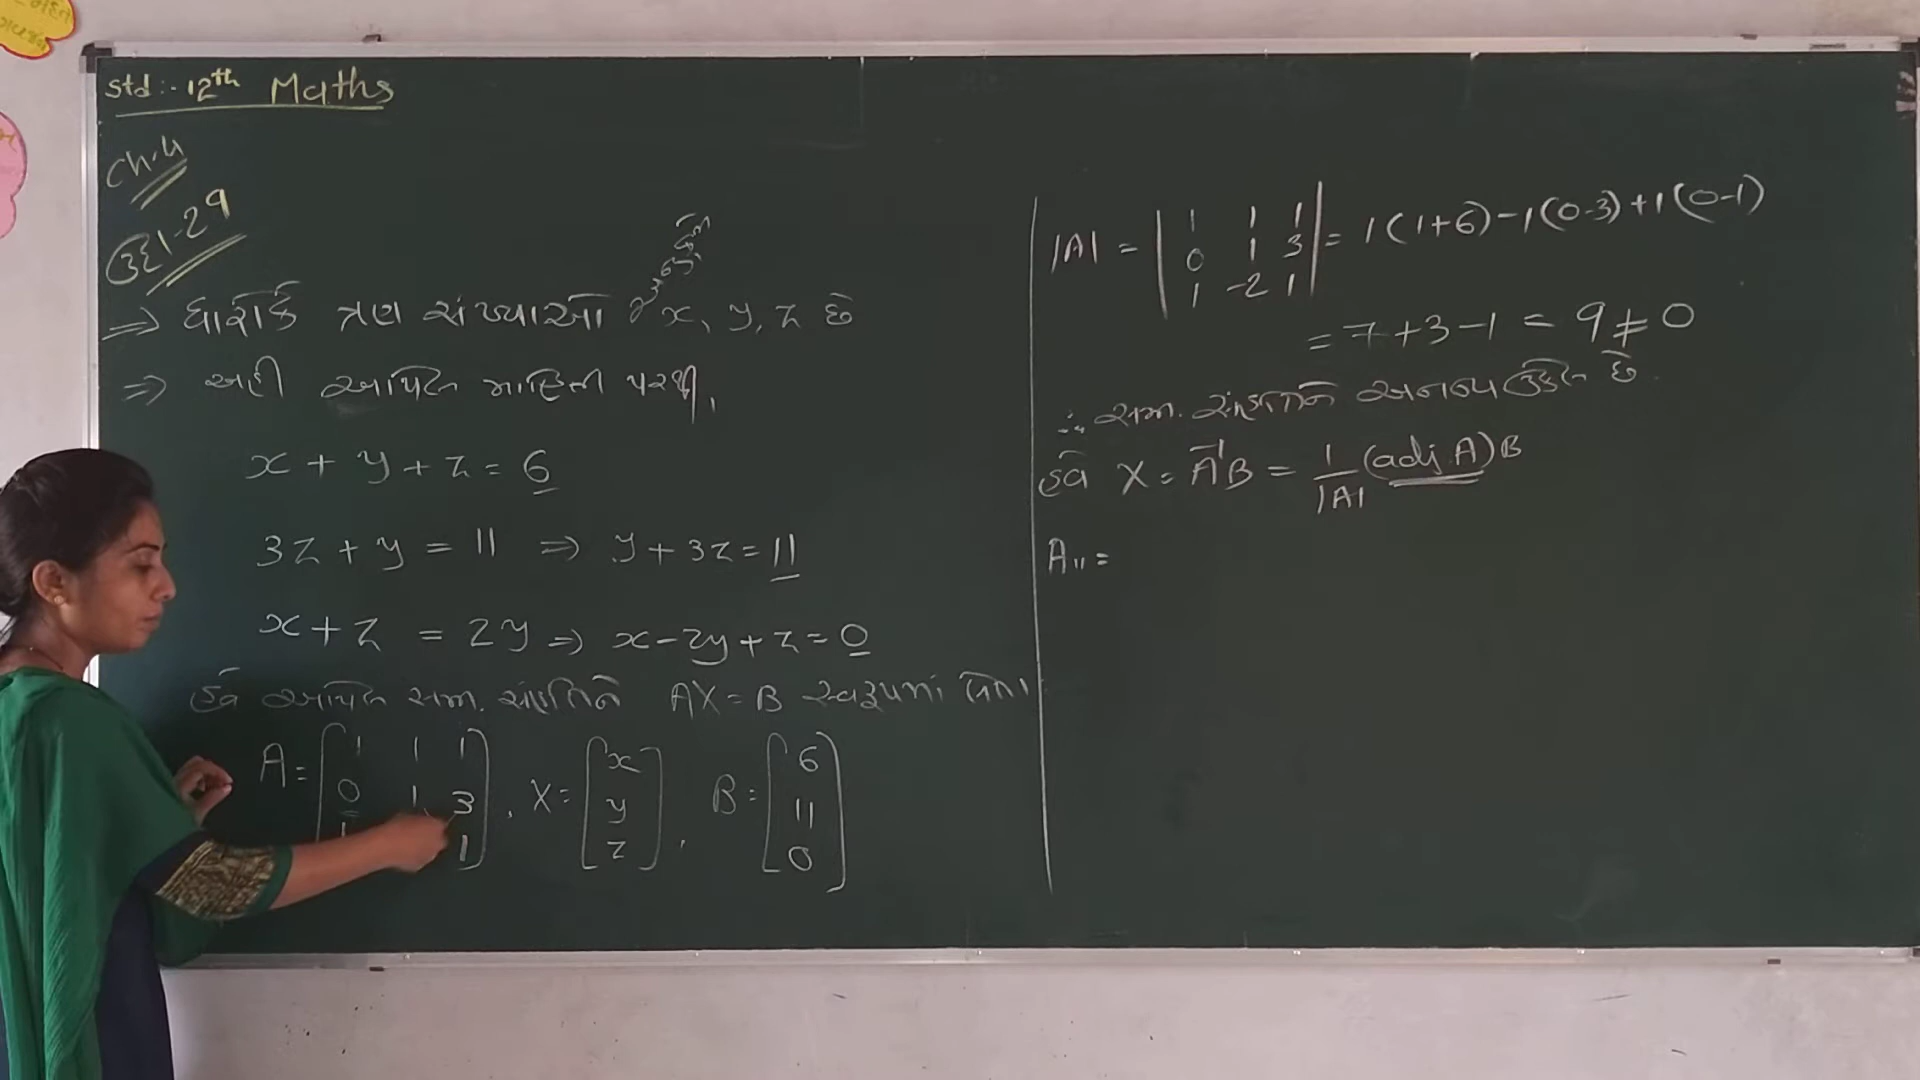 Std :- 12th Maths
Ch. 4
ઉદા-29
⇒ ધારો કે ત્રણ સંખ્યાઓ x, y, z છે
⇒ અહીં આપેલ માહિતી પરથી,
x + y + z = 6
3z + y = 11 ⇒ y + 3z = 11
x + z = 2y ⇒ x - 2y + z = 0
હવે આપેલ સમ. સંહતિને AX = B સ્વરૂપમાં
A = [1 1 1
0 1 3
1 1], X = [x
y
z], B = [6
11
0]
|A| = |1 1 1
0 1 3
1 -2 1| = 1(1+6) - 1(0-3) + 1(0-1)
= 7 + 3 - 1 = 9 ≠ 0
∴ સમ. સંહતિને અનન્ય ઉકેલ છે.
હવે X = A⁻¹B = 1/|A| (adj A) B
A₁₁ =